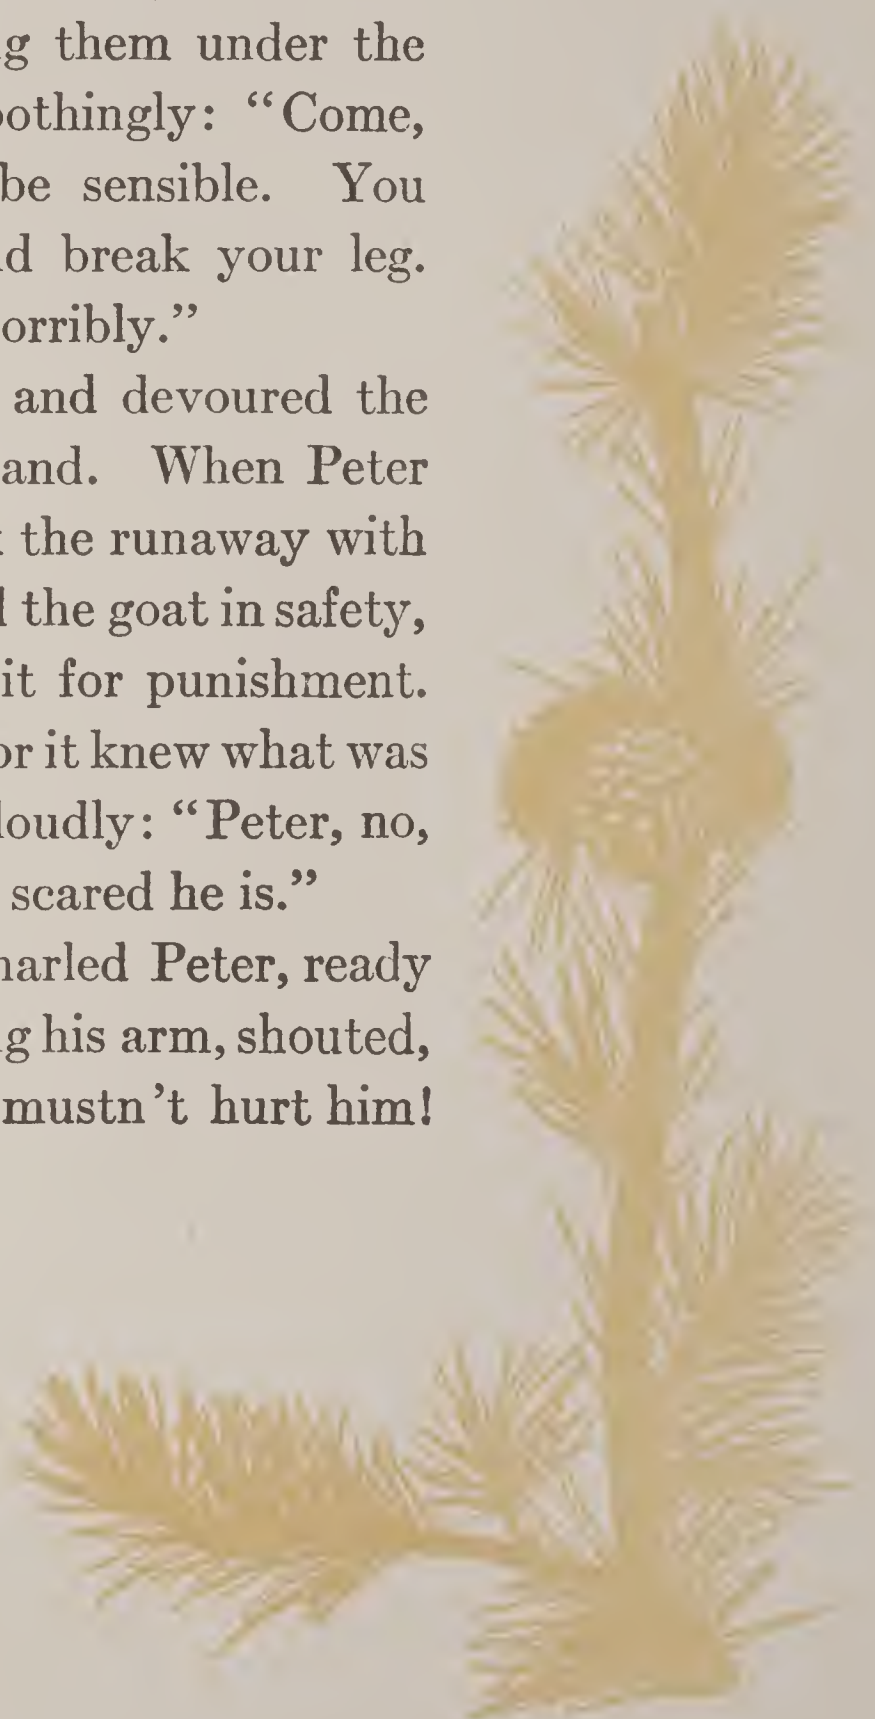 g them under the
othingly: “Come,
be sensible. You
d break your leg.
orribly.”
and devoured the
and. When Peter
the runaway with
the goat in safety,
it for punishment.
or it knew what was
loudly: “Peter, no,
scared he is.”
narled Peter, ready
g his arm, shouted,
mustn’t hurt him!